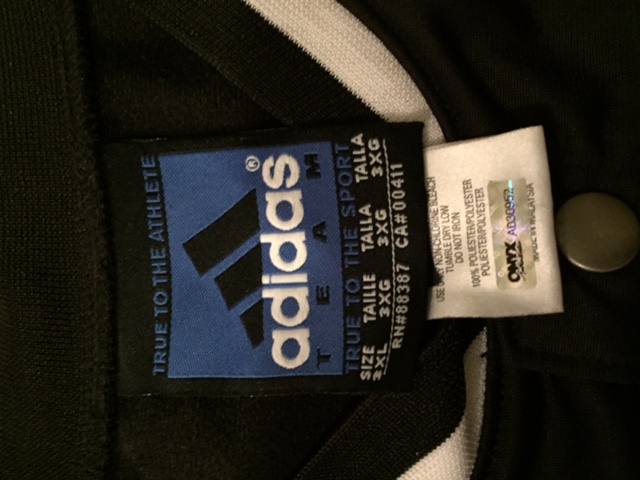 TRUE TO THE ATHLETE
adidas®
TEAM
TRUE TO THE SPORT
SIZE TAILLE TALLA TALLA
3XL 3XG 3XG 3XG
RN#88387 CA#00411
USE ONLY NON-CHLORINE BLEACH
TUMBLE DRY LOW
DO NOT IRON
100% POLYESTER/POLYESTER
POLIESTER/POLYESTER
ONYX
MADE IN MALAYSIA